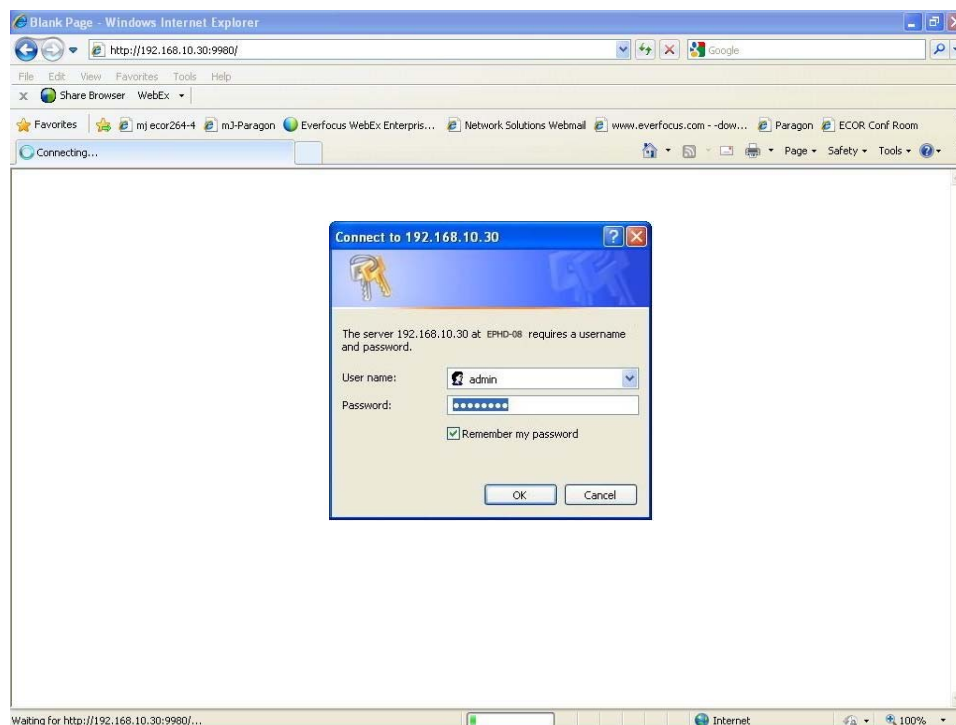 Blank Page - Windows Internet Explorer
http://192.168.10.30:9980/
Google
File Edit View Favorites Tools Help
x Share Browser WebEx
Favorites mj ecor264-4 mJ-Paragon Everfocus WebEx Enterpris... Network Solutions Webmail www.everfocus.com - -dow... Paragon ECOR Conf Room
Connecting...
Page Safety Tools
Connect to 192.168.10.30
The server 192.168.10.30 at EPHD-08 requires a username
and password.
User name:
admin
Password:
Remember my password
OK Cancel
Waiting for http://192.168.10.30:9980/...
Internet
100%